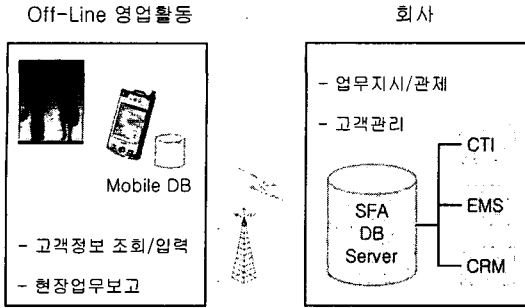 Off-Line 영업활동
Mobile DB
- 고객정보 조회/입력
- 현장업무보고
회사
- 업무지시/관제
- 고객관리
SFA
DB
Server
CTI
EMS
CRM